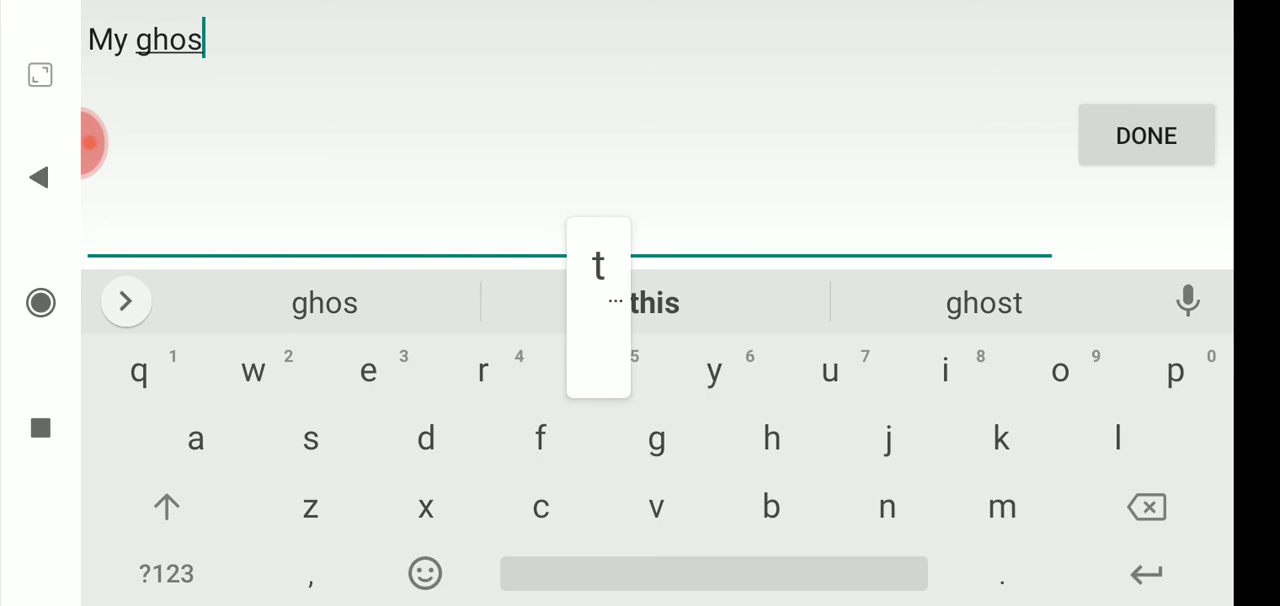 My ghos
DONE
t
ghos this ghost
q 1 w 2 e 3 r 4 5 y 6 u 7 i 8 o 9 p 0
a s d f g h j k l
z x c v b n m
?123 , .